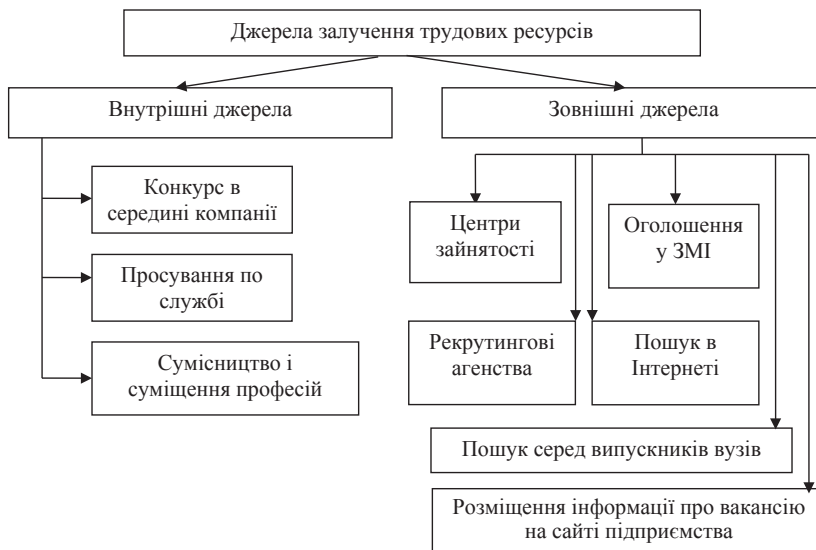 Джерела залучення трудових ресурсів
Внутрішні джерела
Конкурс в
середині компанії
Просування по
службі
Сумісництво і
суміщення професій
Зовнішні джерела
Центри
зайнятості
Оголошення
у ЗМІ
Рекрутингові
агенства
Пошук в
Інтернеті
Пошук серед випускників вузів
Розміщення інформації про вакансію
на сайті підприємства